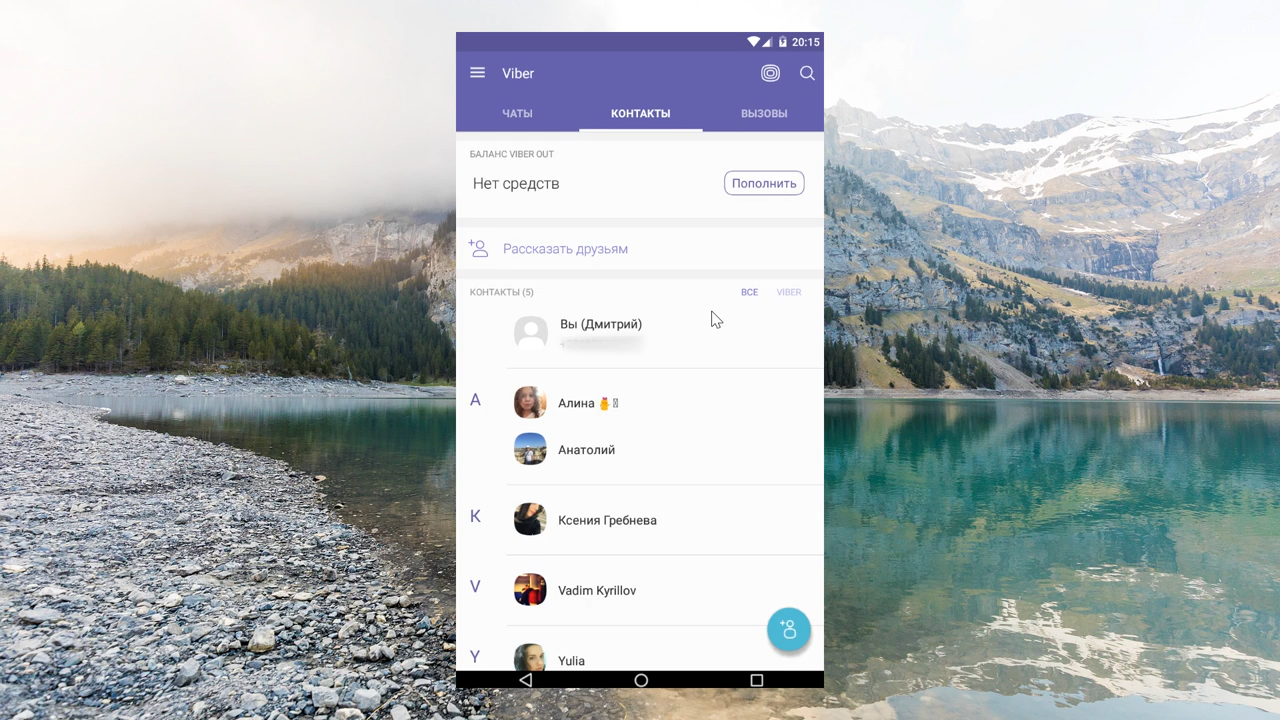 20:15
Viber
ЧАТЫ
КОНТАКТЫ
ВЫЗОВЫ
БАЛАНС VIBER OUT
Нет средств
Пополнить
Рассказать друзьям
КОНТАКТЫ (5)
ВСЕ
VIBER
Вы (Дмитрий)
А
Алина
Анатолий
К
Ксения Гребнева
V
Vadim Kyrillov
Y
Yulia